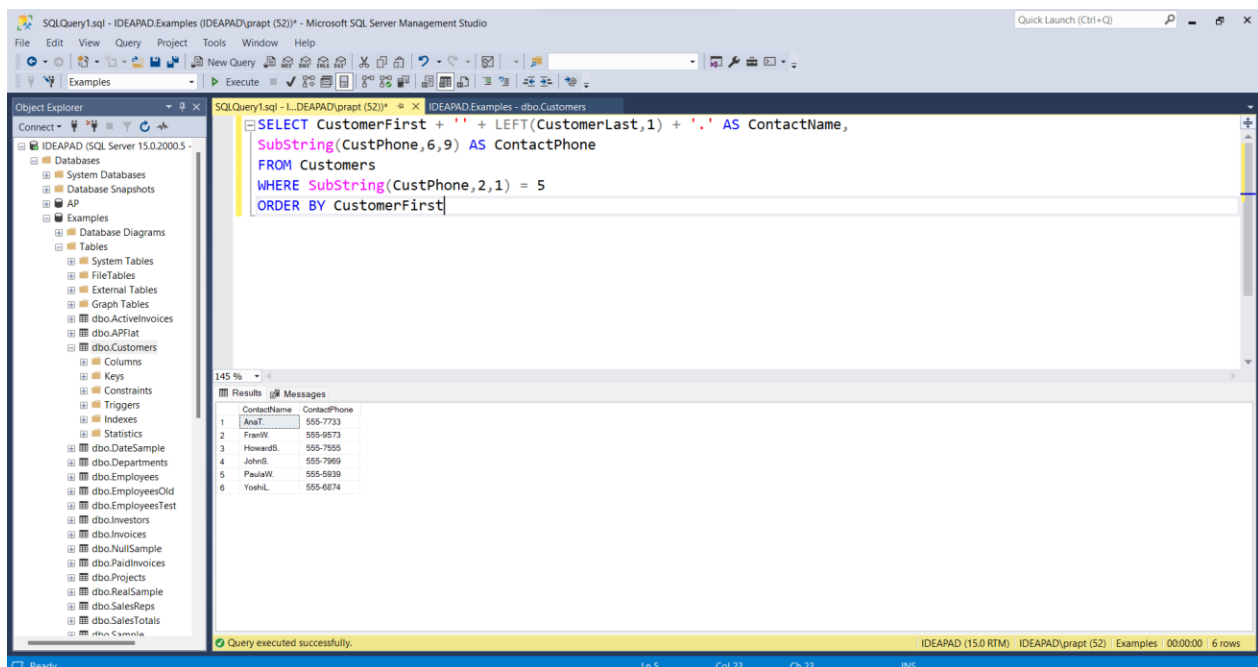 SQLQuery1.sql - IDEAPAD.Examples (IDEAPAD\prapt (52))* - Microsoft SQL Server Management Studio
Quick Launch (Ctrl+Q)
File Edit View Query Project Tools Window Help
New Query
Examples
Execute
Object Explorer
Connect
IDEAPAD (SQL Server 15.0.2000.5 -
Databases
System Databases
Database Snapshots
AP
Examples
Database Diagrams
Tables
System Tables
FileTables
External Tables
Graph Tables
dbo.ActiveInvoices
dbo.APFlat
dbo.Customers
Columns
Keys
Constraints
Triggers
Indexes
Statistics
dbo.DateSample
dbo.Departments
dbo.Employees
dbo.EmployeesOld
dbo.EmployeesTest
dbo.Investors
dbo.Invoices
dbo.NullSample
dbo.PaidInvoices
dbo.Projects
dbo.RealSample
dbo.SalesReps
dbo.SalesTotals
dbo.Sample
SQLQuery1.sql - I...DEAPAD\prapt (52))* IDEAPAD.Examples - dbo.Customers
SELECT CustomerFirst + '' + LEFT(CustomerLast,1) + '.' AS ContactName,
SubString(CustPhone,6,9) AS ContactPhone
FROM Customers
WHERE SubString(CustPhone,2,1) = 5
ORDER BY CustomerFirst
145 %
Results Messages
ContactName ContactPhone
1 AnaT. 555-7733
2 FranW. 555-9573
3 HowardS. 555-7555
4 JohnS. 555-7969
5 PaulaW. 555-5939
6 YoshiL. 555-6874
Query executed successfully.
IDEAPAD (15.0 RTM) IDEAPAD\prapt (52) Examples 00:00:00 6 rows
Ready Ln 5 Col 23 Ch 23 INS